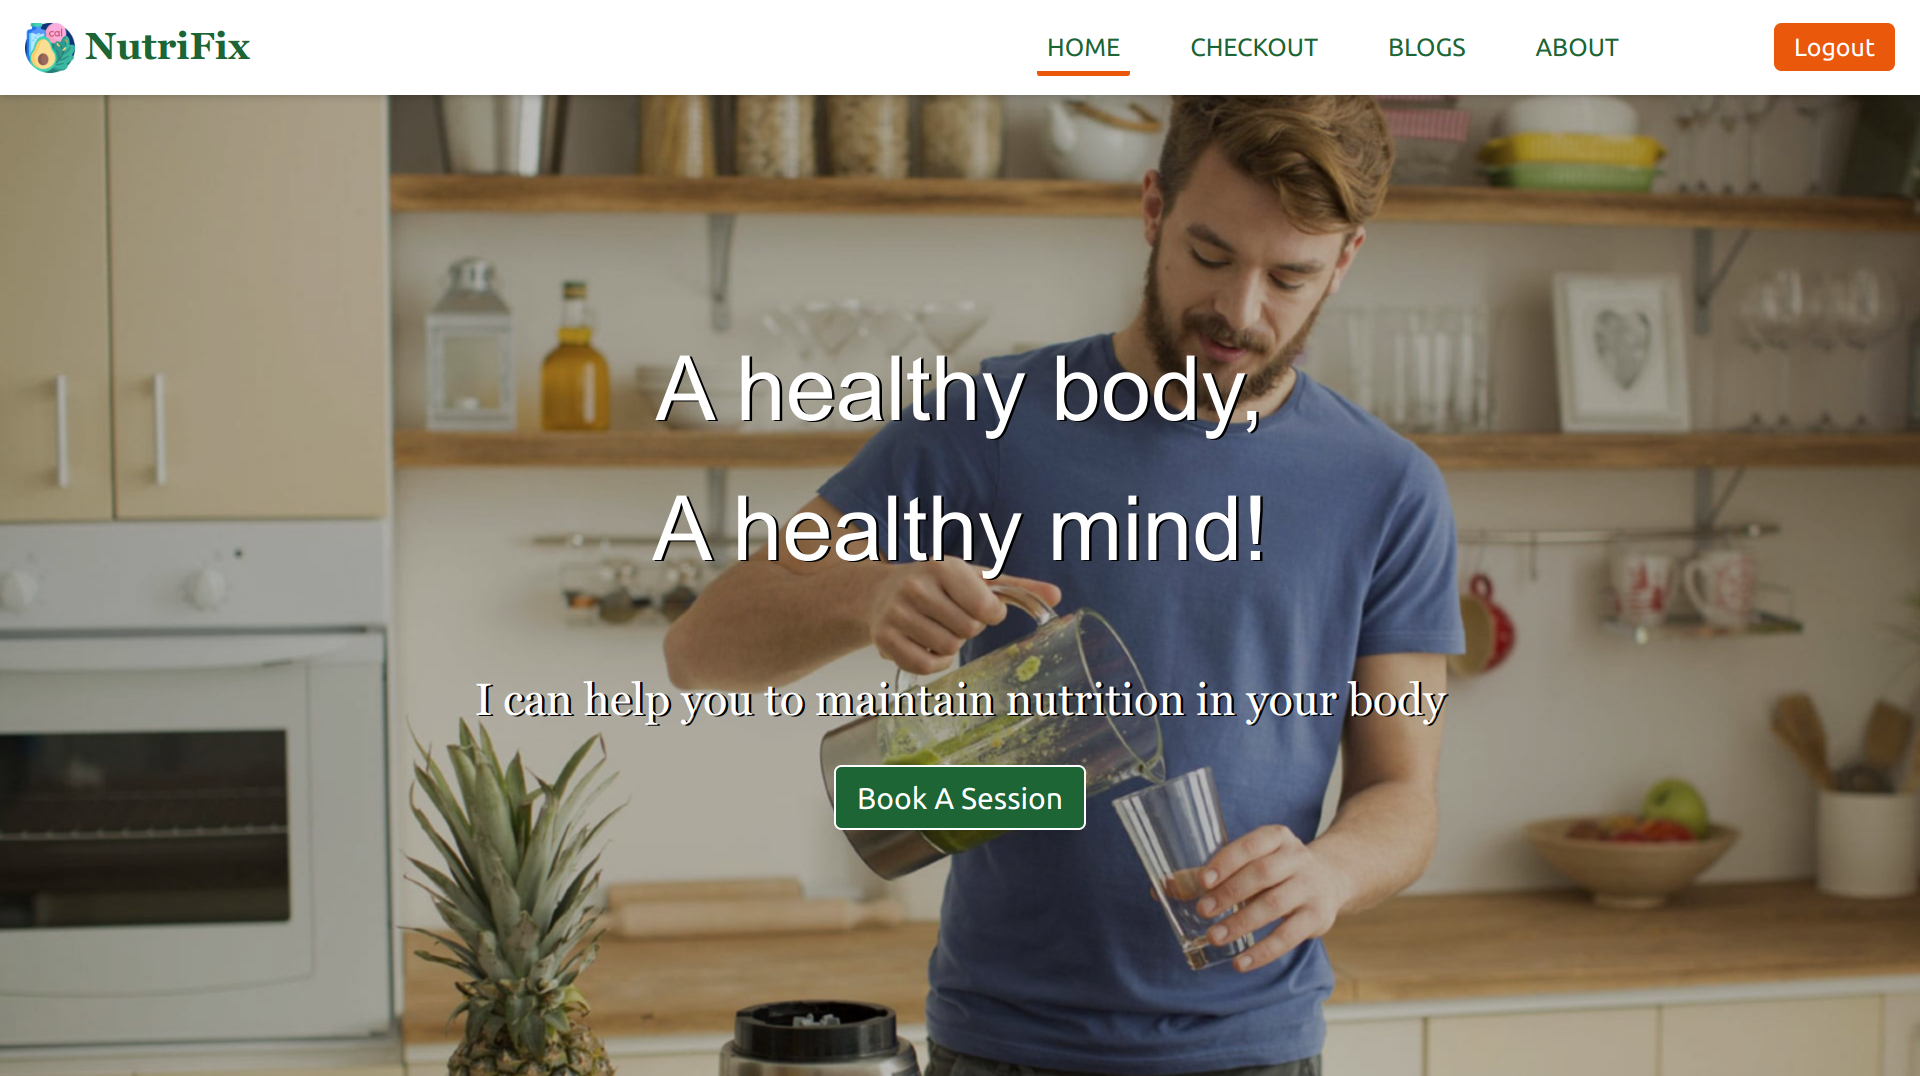 cal
NutriFix
HOME
CHECKOUT
BLOGS
ABOUT
Logout
A healthy body,
A healthy mind!
I can help you to maintain nutrition in your body
Book A Session